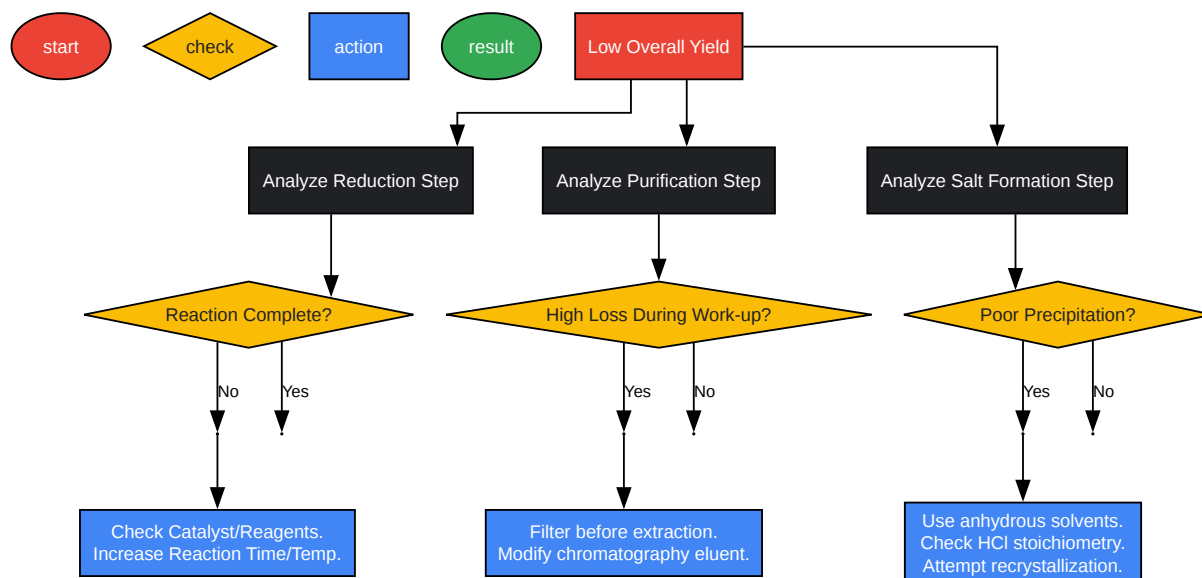 start
check
action
result
Low Overall Yield
Analyze Reduction Step
Analyze Purification Step
Analyze Salt Formation Step
Reaction Complete?
High Loss During Work-up?
Poor Precipitation?
No
Yes
Yes
No
Yes
No
Check Catalyst/Reagents.
Increase Reaction Time/Temp.
Filter before extraction.
Modify chromatography eluent.
Use anhydrous solvents.
Check HCl stoichiometry.
Attempt recrystallization.